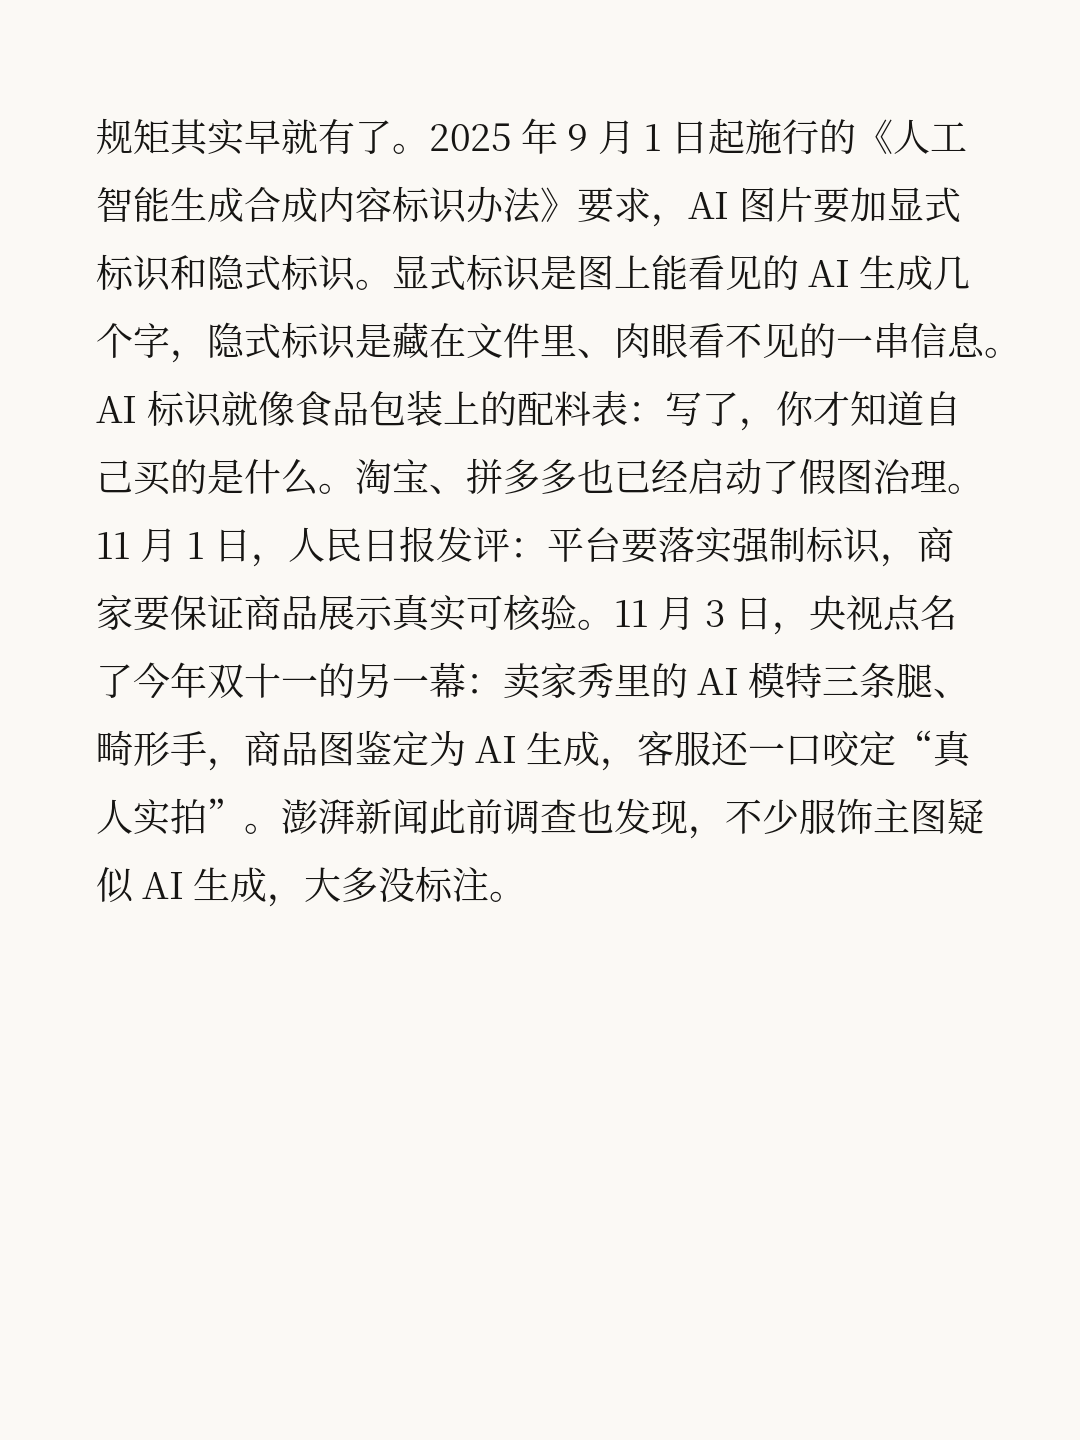 规矩其实早就有了。2025 年 9 月 1 日起施行的《人工
智能生成合成内容标识办法》要求，AI 图片要加显式
标识和隐式标识。显式标识是图上能看见的 AI 生成几
个字，隐式标识是藏在文件里、肉眼看不见的一串信息。
AI 标识就像食品包装上的配料表：写了，你才知道自
己买的是什么。淘宝、拼多多也已经启动了假图治理。
11 月 1 日，人民日报发评：平台要落实强制标识，商
家要保证商品展示真实可核验。11 月 3 日，央视点名
了今年双十一的另一幕：卖家秀里的 AI 模特三条腿、
畸形手，商品图鉴定为 AI 生成，客服还一口咬定“真
人实拍”。澎湃新闻此前调查也发现，不少服饰主图疑
似 AI 生成，大多没标注。